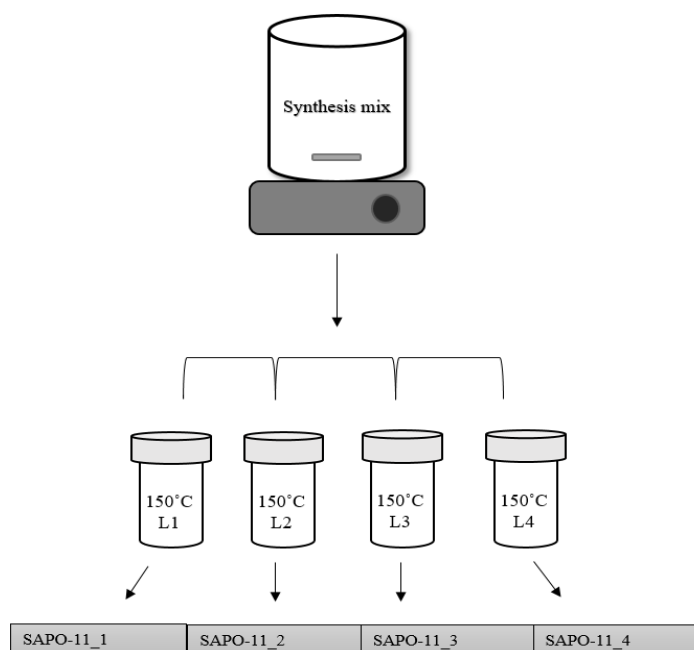 Synthesis mix
150˚C
L1
150˚C
L2
150˚C
L3
150˚C
L4
SAPO-11_1
SAPO-11_2
SAPO-11_3
SAPO-11_4